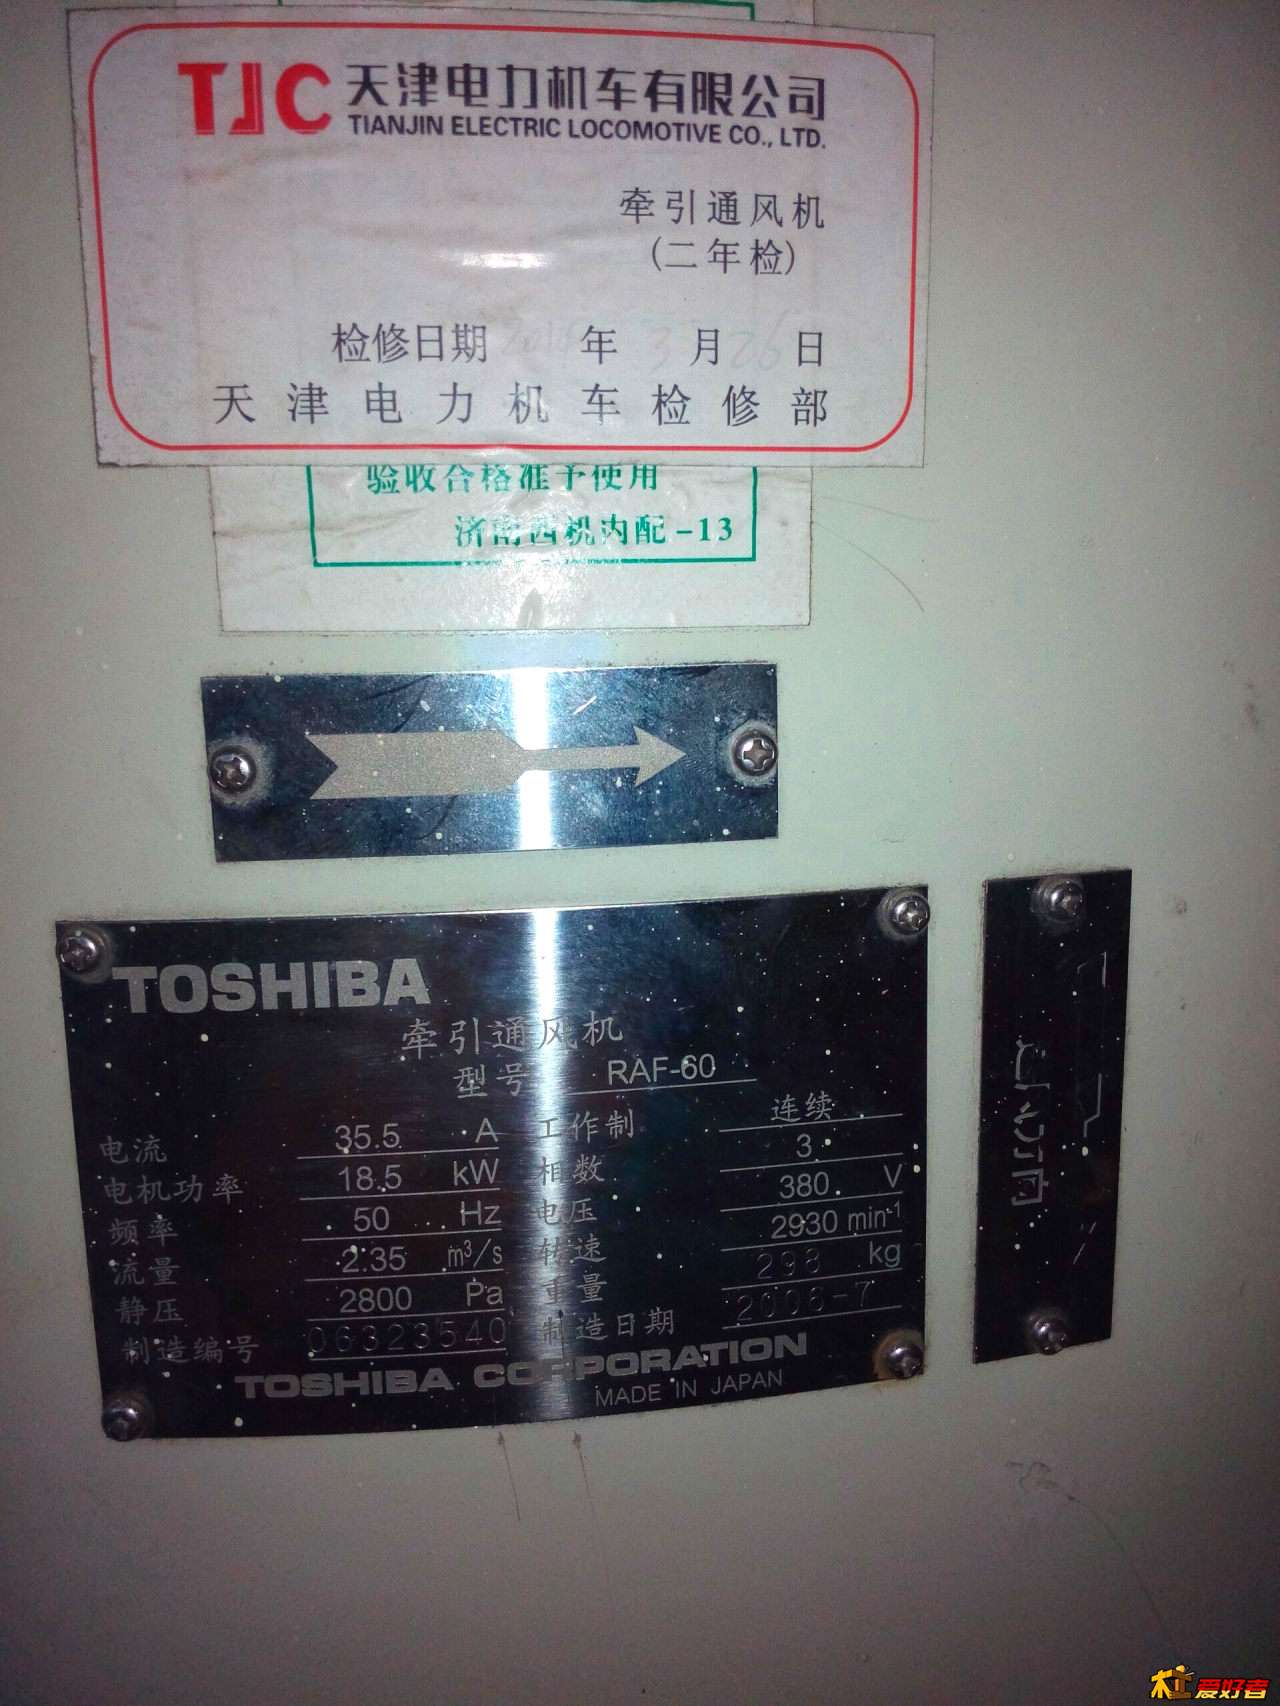 TJC 天津电力机车有限公司
TIANJIN ELECTRIC LOCOMOTIVE CO., LTD.
牵引通风机
(二年检)
检修日期 年 3 月 26 日
天津电力机车检修部
验收合格准予使用
济南西机内配-13
TOSHIBA
牵引通风机
型号 RAF-60
电流 35.5 A 工作制 连续
电机功率 18.5 kW 相数 3
频率 50 Hz 电压 380 V
流量 2.35 m³/s 转速 2930 min⁻¹
静压 2800 Pa 重量 298 kg
制造编号 06323540 制造日期 2006-7
TOSHIBA CORPORATION
MADE IN JAPAN
爱好者